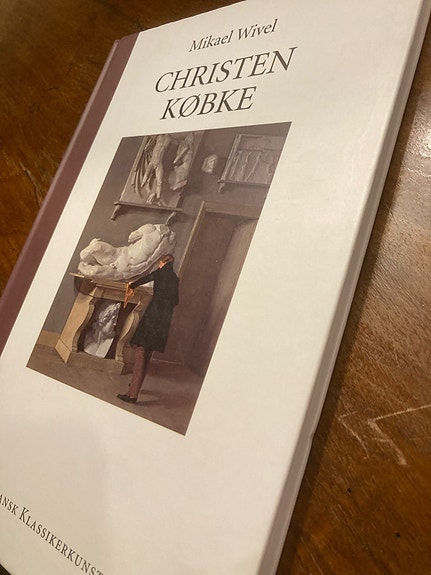 Mikael Wivel
CHRISTEN
KØBKE
KLASSIKERKUNST